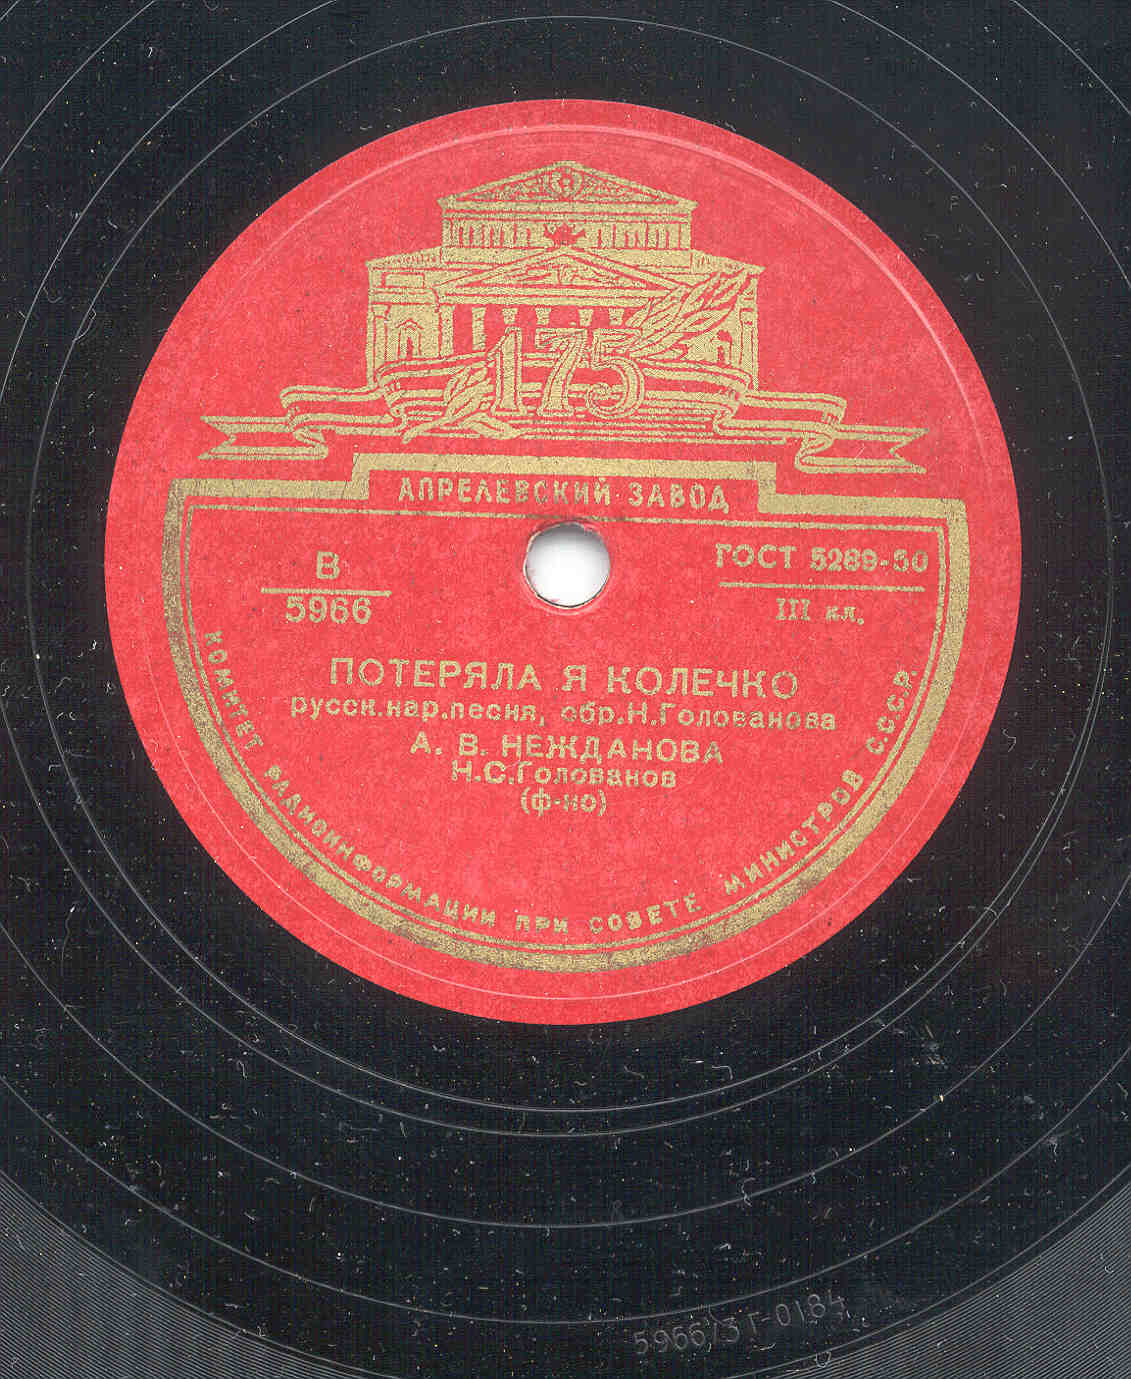 175
АПРЕЛЕВСКИЙ ЗАВОД
В
5966
ГОСТ 5289-50
III кл.
ПОТЕРЯЛА Я КОЛЕЧКО
русск.нар.песня, обр.Н.Голованова
А. В. НЕЖДАНОВА
Н.С.Голованов
(ф-но)
КОМИТЕТ РАДИОИНФОРМАЦИИ ПРИ СОВЕТЕ МИНИСТРОВ С.С.С.Р.
5966/3Г-0184